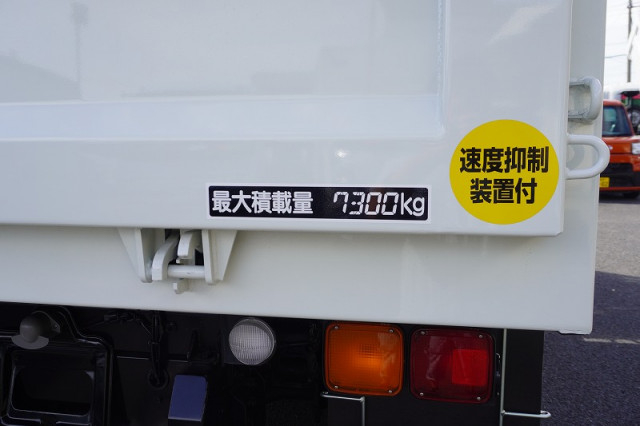 速度抑制
装置付
最大積載量 7300kg